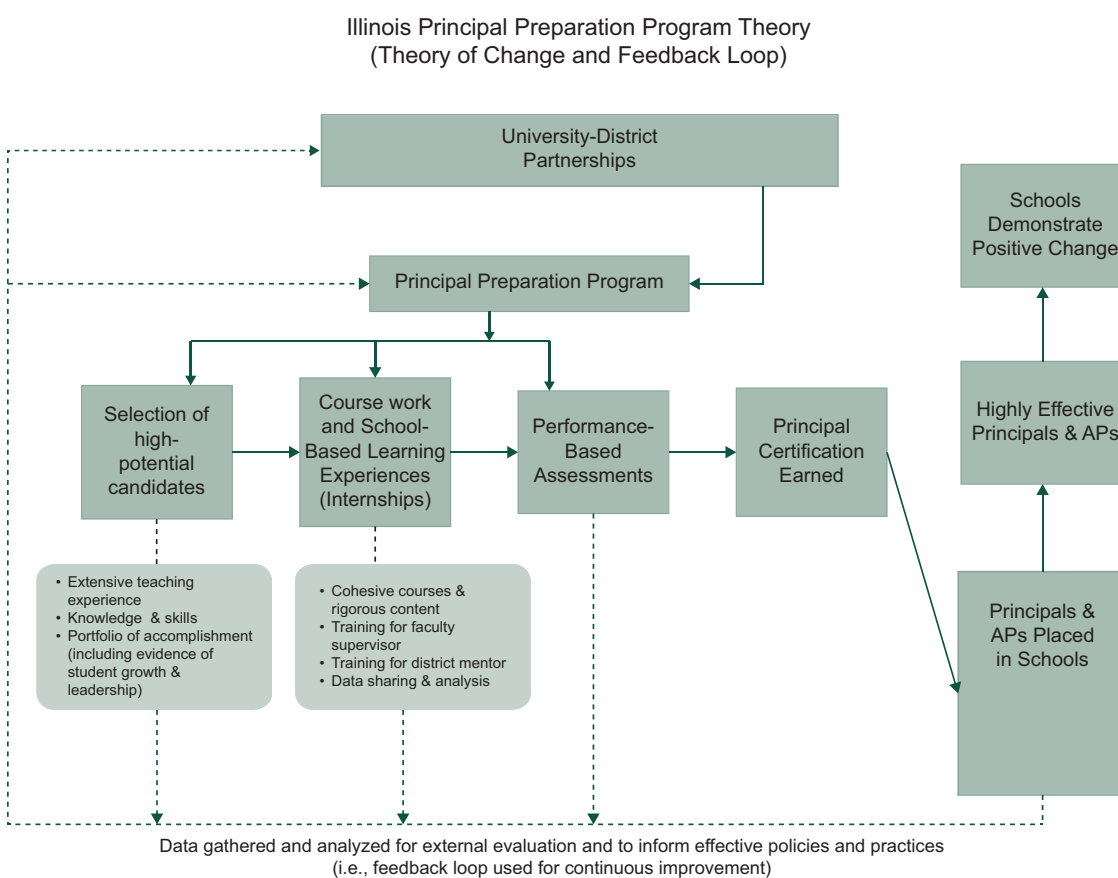 Illinois Principal Preparation Program Theory
(Theory of Change and Feedback Loop)
University-District
Partnerships
Principal Preparation Program
Selection of
high-
potential
candidates
Course work
and School-
Based Learning
Experiences
(Internships)
Performance-
Based
Assessments
Principal
Certification
Earned
Schools
Demonstrate
Positive Change
Highly Effective
Principals & APs
Principals &
APs Placed
in Schools
• Extensive teaching
experience
• Knowledge & skills
• Portfolio of accomplishment
(including evidence of
student growth &
leadership)
• Cohesive courses &
rigorous content
• Training for faculty
supervisor
• Training for district mentor
• Data sharing & analysis
Data gathered and analyzed for external evaluation and to inform effective policies and practices
(i.e., feedback loop used for continuous improvement)